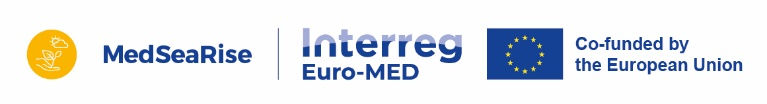 MedSeaRise
Interreg
Euro-MED
Co-funded by
the European Union